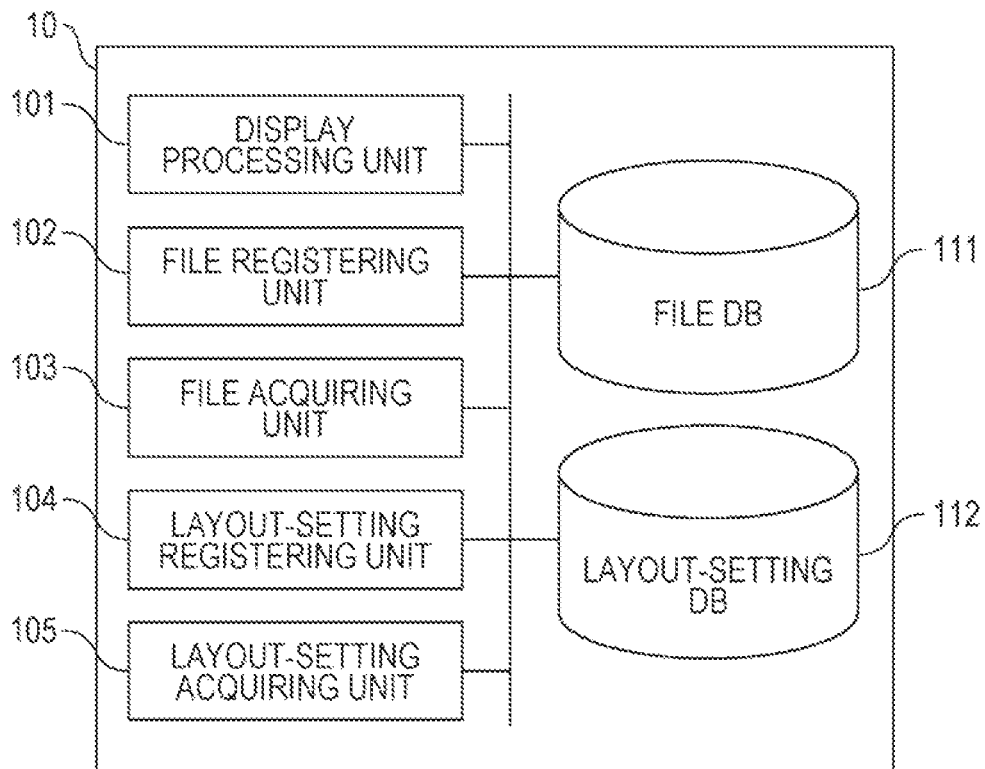 10
101
DISPLAY
PROCESSING UNIT
102
FILE REGISTERING
UNIT
103
FILE ACQUIRING
UNIT
104
LAYOUT-SETTING
REGISTERING UNIT
105
LAYOUT-SETTING
ACQUIRING UNIT
FILE DB
111
LAYOUT-SETTING
DB
112